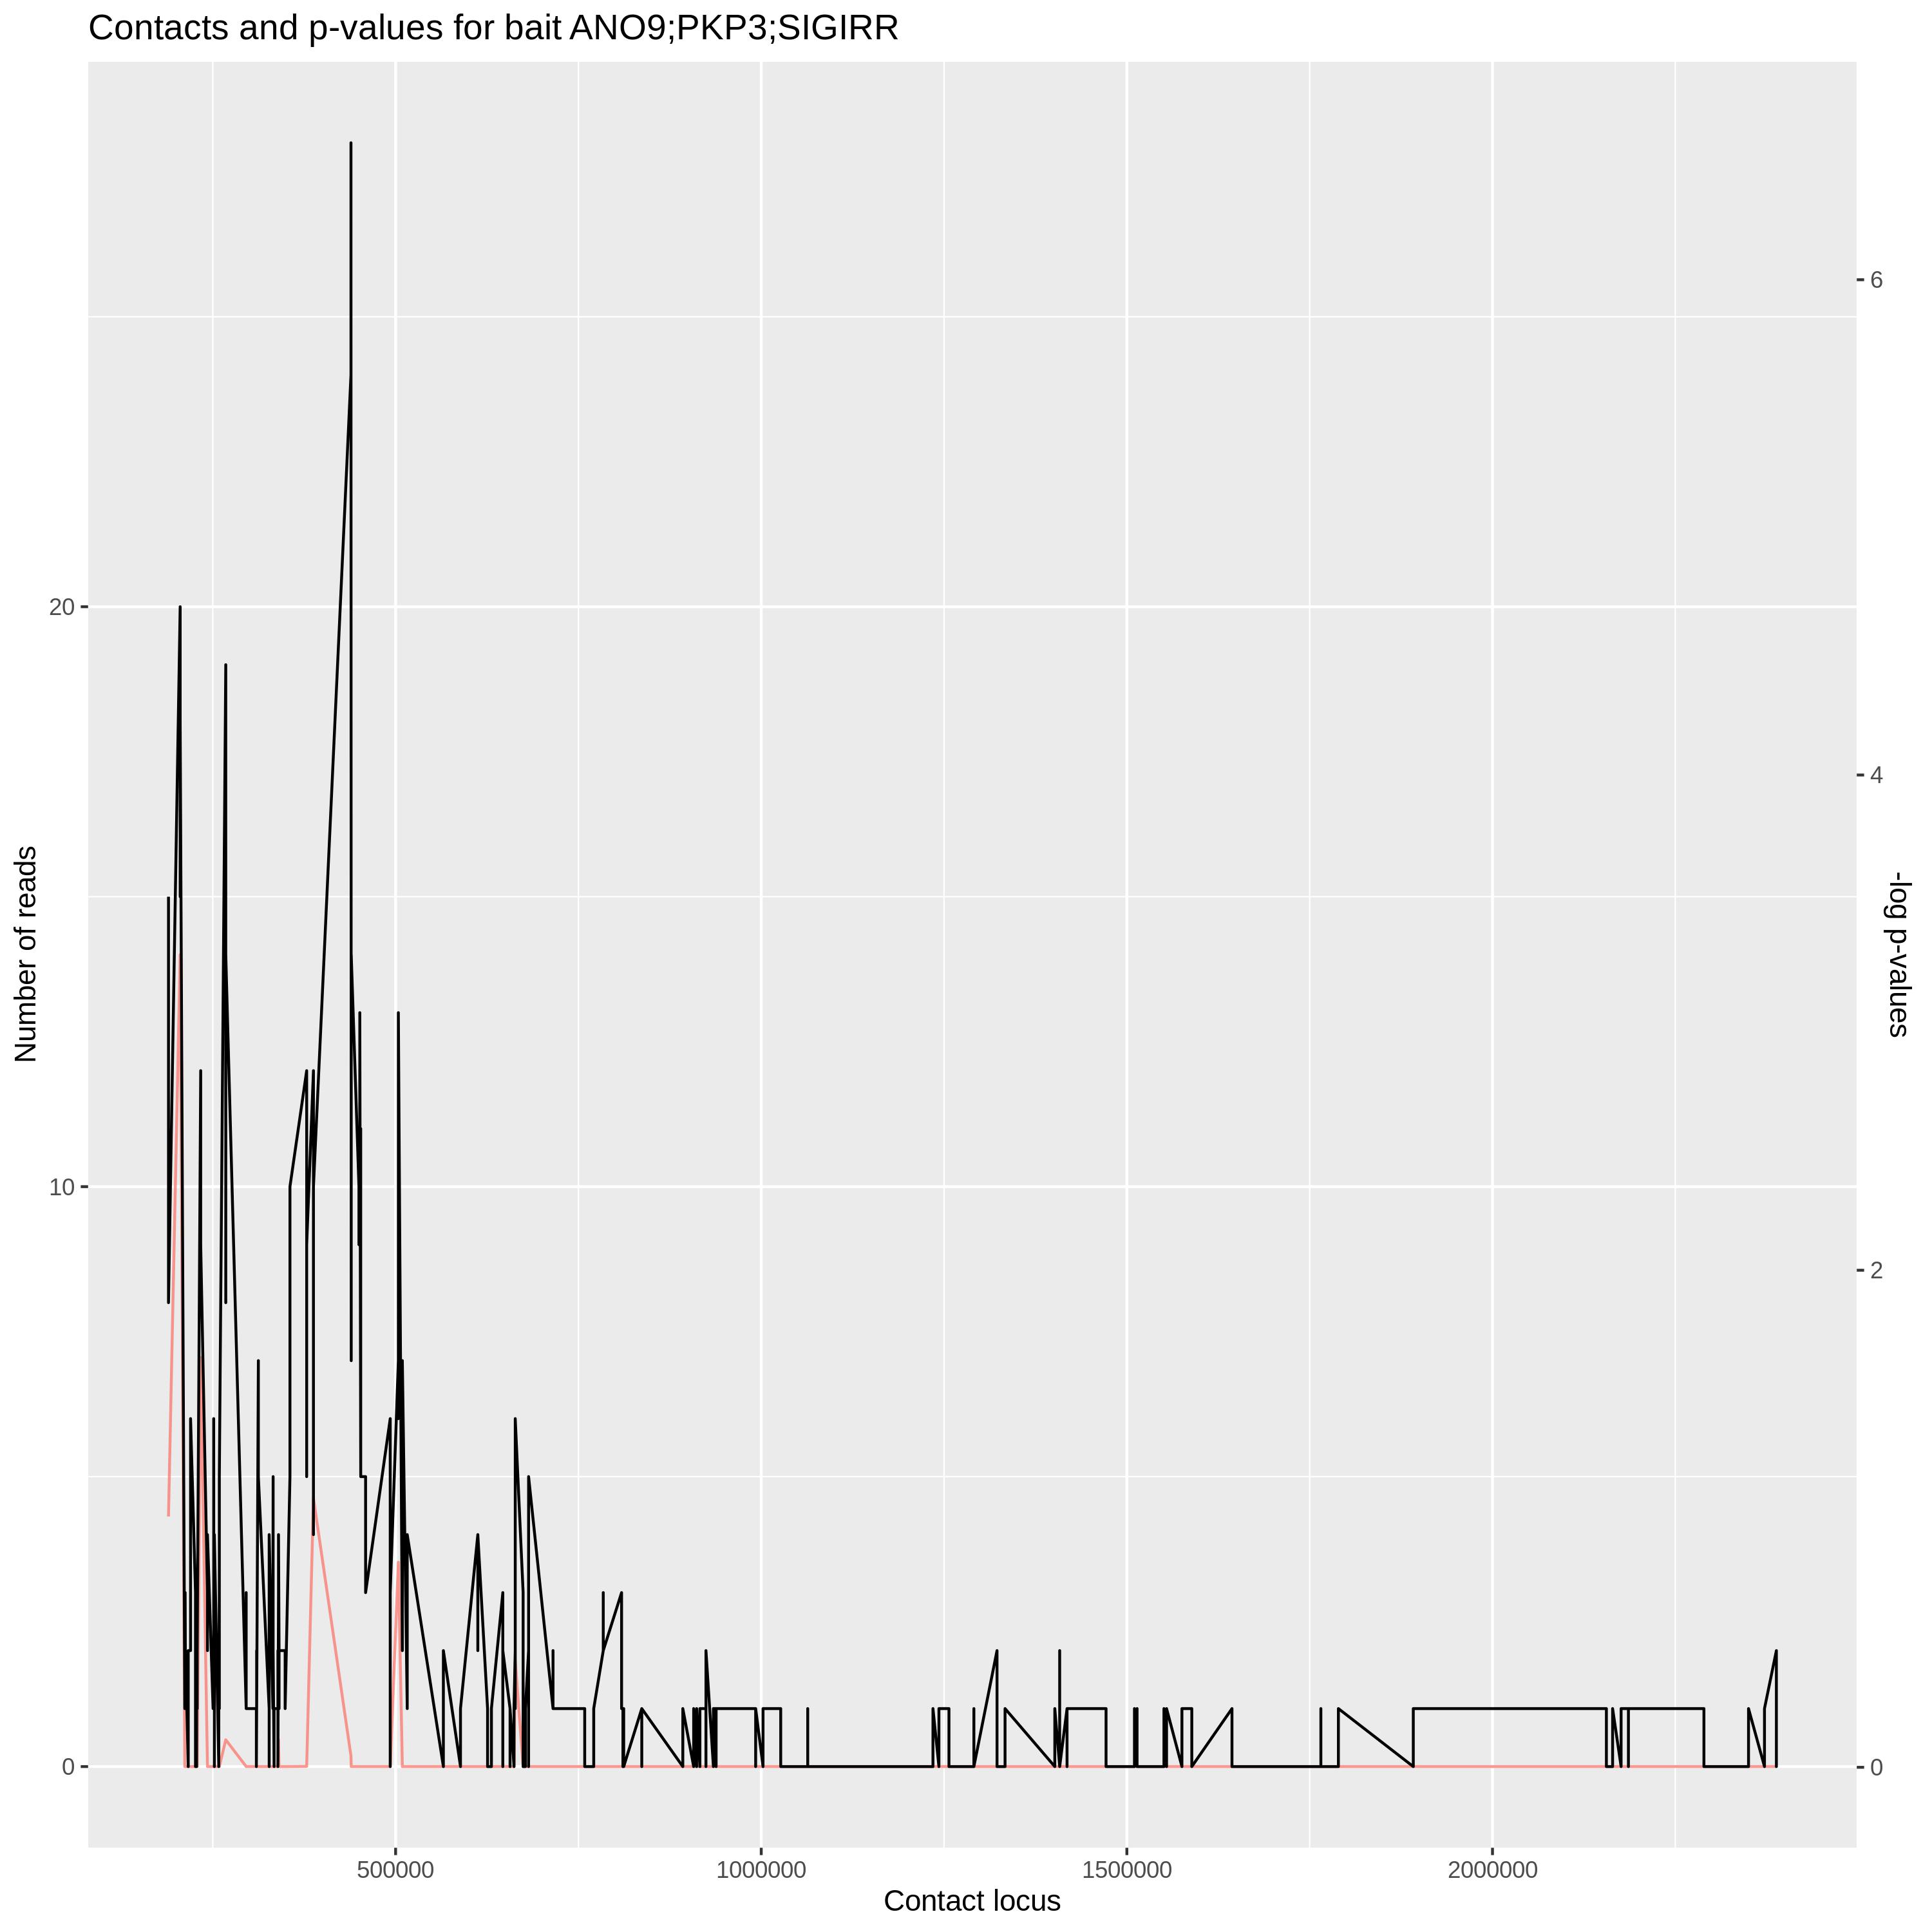 Contacts and p-values for bait ANO9;PKP3;SIGIRR
Number of reads
20
10
0
6
4
2
0
-log p-values
500000
1000000
1500000
2000000
Contact locus